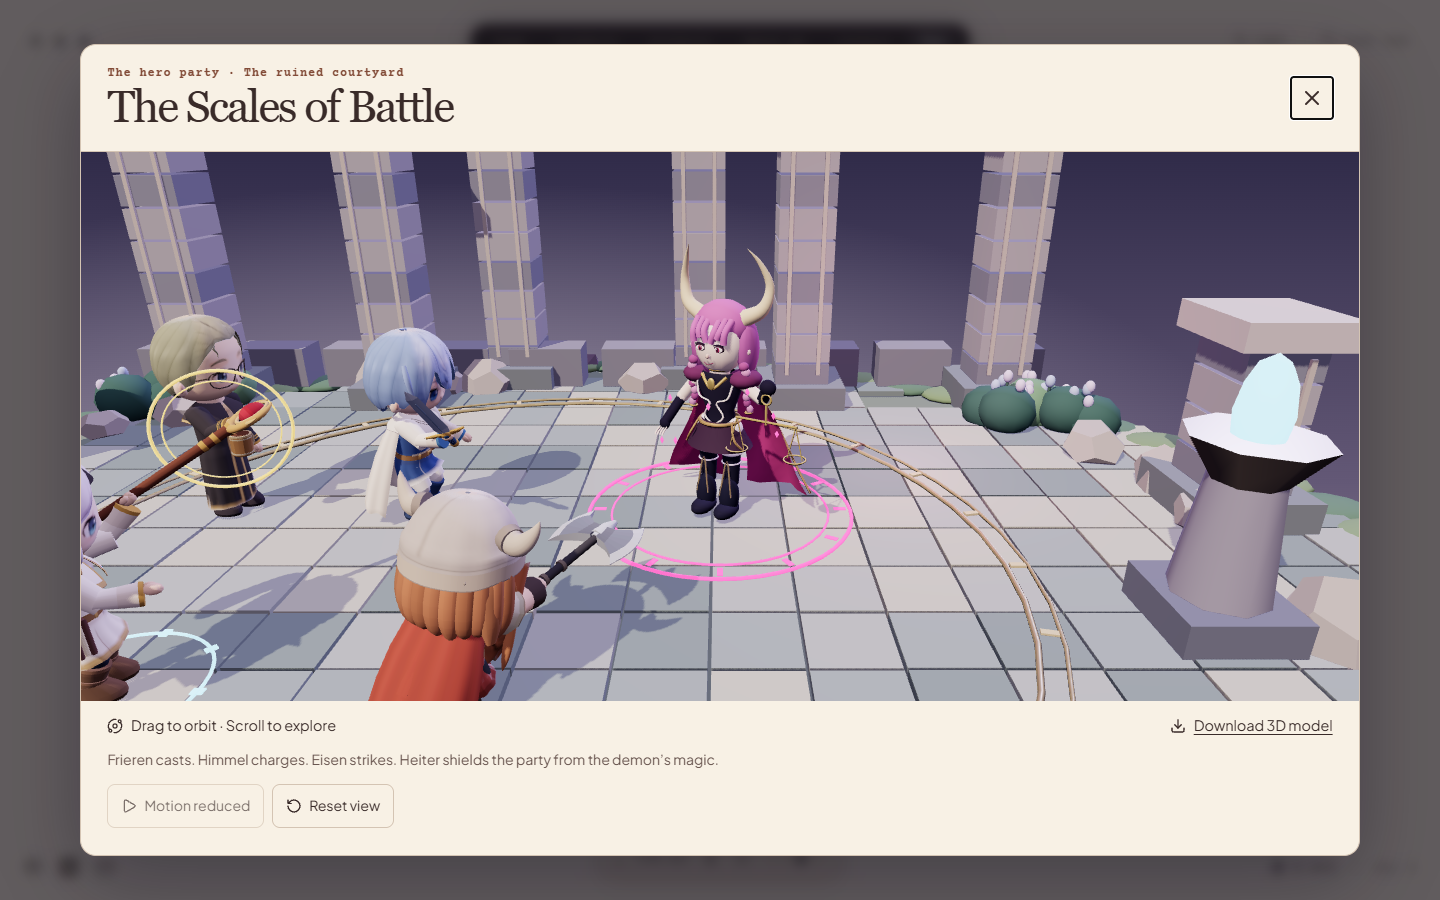 The hero party · The ruined courtyard
The Scales of Battle
Drag to orbit · Scroll to explore
Download 3D model
Frieren casts. Himmel charges. Eisen strikes. Heiter shields the party from the demon’s magic.
Motion reduced
Reset view